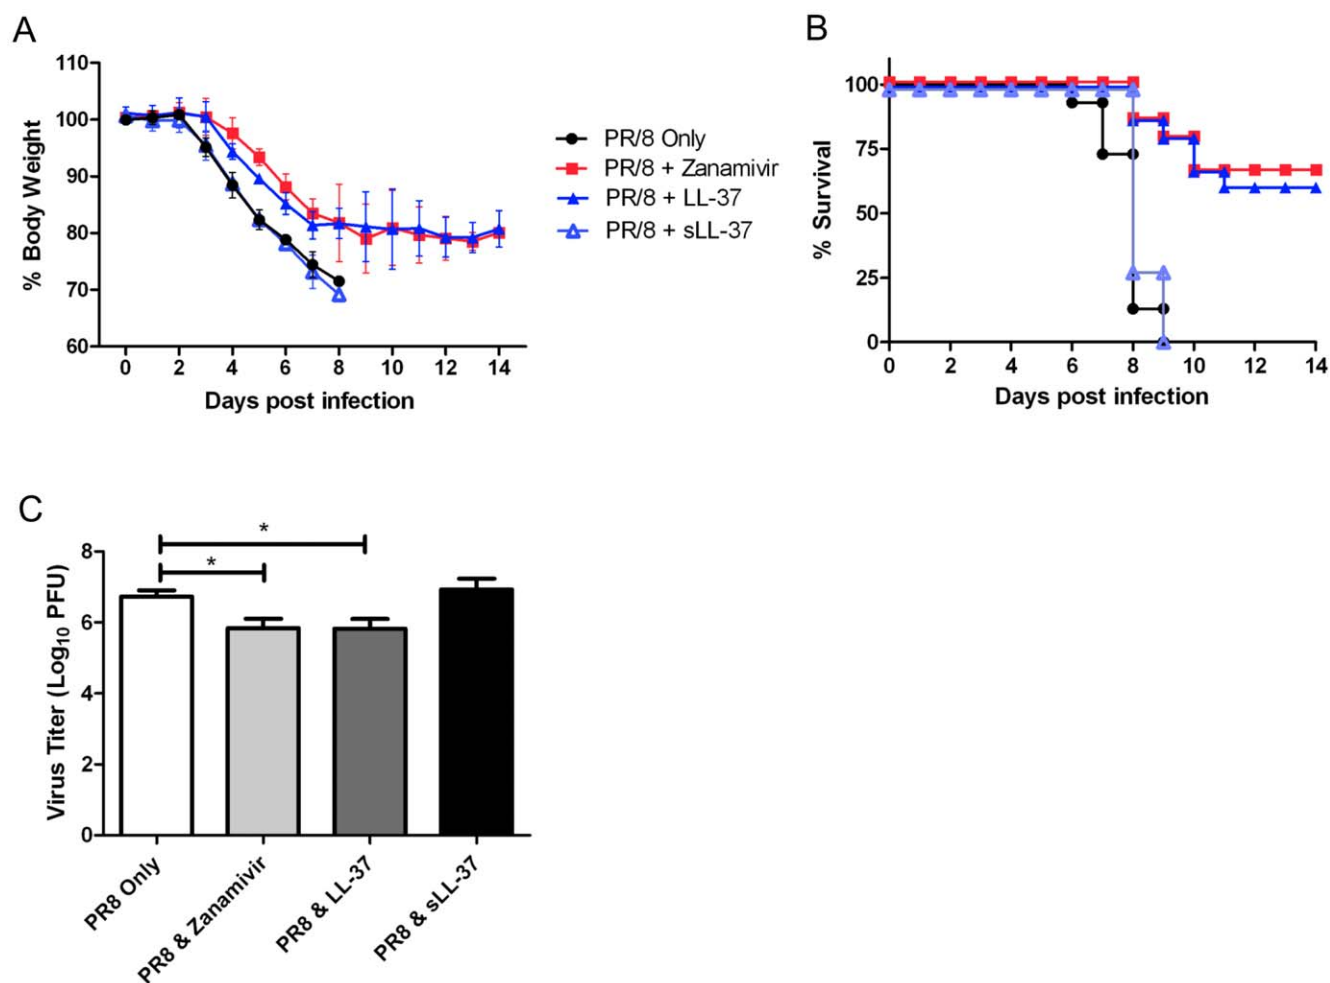 A
110
100
90
80
70
60
% Body Weight
0 2 4 6 8 10 12 14
Days post infection
PR/8 Only
PR/8 + Zanamivir
PR/8 + LL-37
PR/8 + sLL-37
B
100
75
50
25
0
% Survival
0 2 4 6 8 10 12 14
Days post infection
C
* 
*
8
6
4
2
0
Virus Titer (Log10 PFU)
PR8 Only
PR8 & Zanamivir
PR8 & LL-37
PR8 & sLL-37